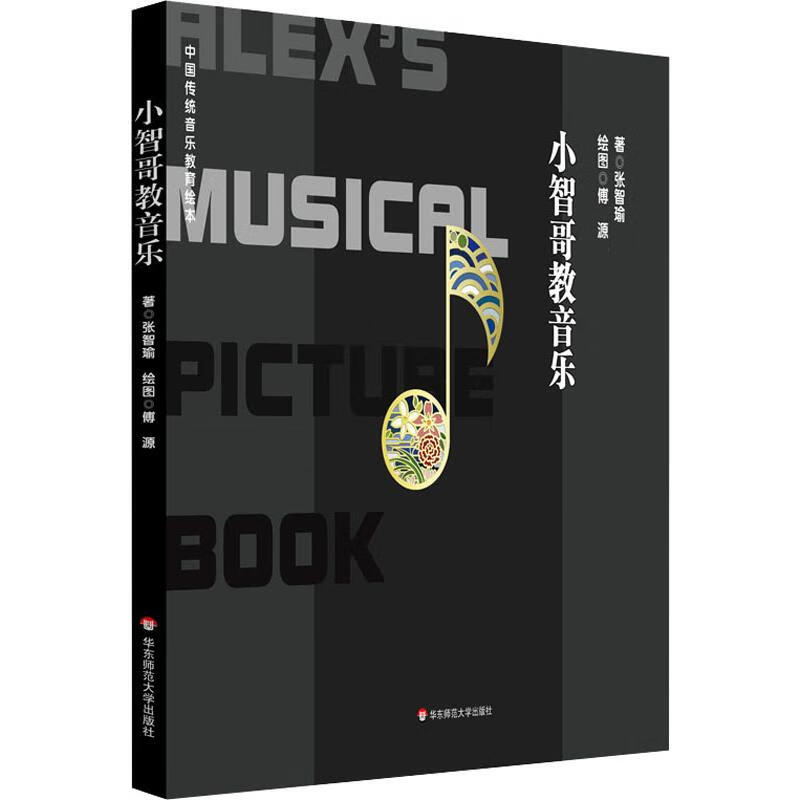 小智哥教音乐
著◎张智瑜 绘图◎傅 源
华东师范大学出版社
ALEX'S
中国传统音乐教育绘本
MUSICAL
PICTURE
BOOK
著◎张智瑜
绘图◎傅 源
小智哥教音乐
华东师范大学出版社